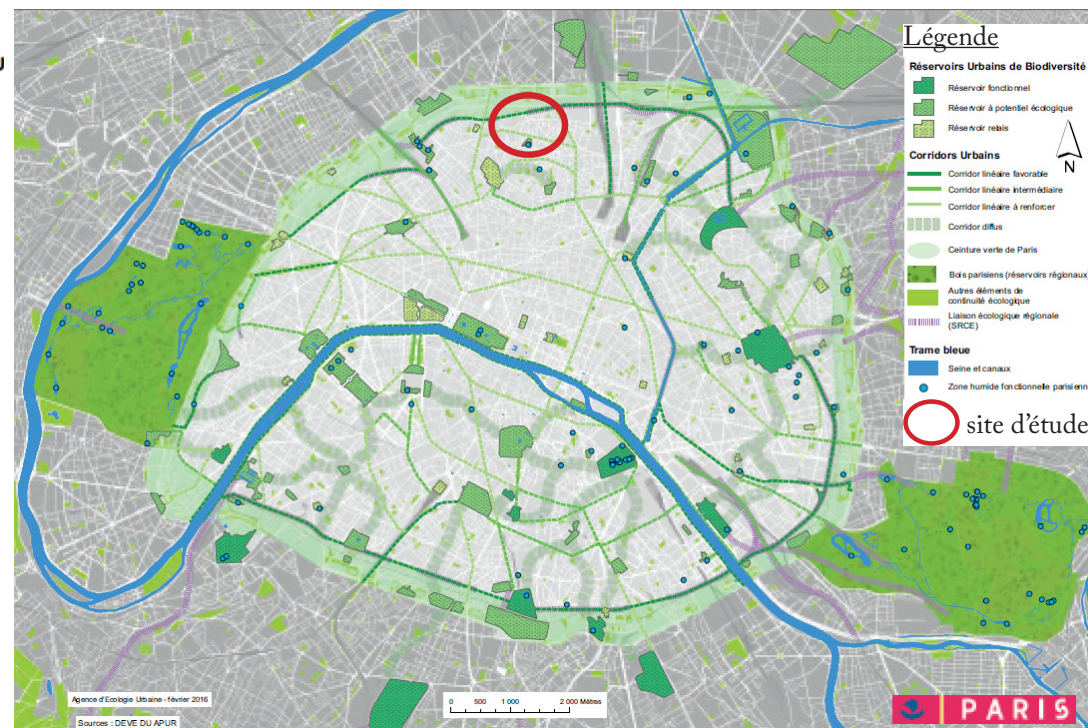 U
Légende
Réservoirs Urbains de Biodiversité
Réservoir fonctionnel
Réservoir à potentiel écologique
Réservoir relais
N
Corridors Urbains
Corridor linéaire favorable
Corridor linéaire intermédiaire
Corridor linéaire à renforcer
Corridor diffus
Ceinture verte de Paris
Bois parisiens (réservoirs régionaux)
Autres éléments de
continuité écologique
Liaison écologique régionale
(SRCE)
Trame bleue
Seine et canaux
Zone humide fonctionnelle parisienn
site d'étude
Agence d'Ecologie Urbaine - février 2016
Sources : DEVE DU APUR
0 500 1 000 2 000 Mètres
PARIS